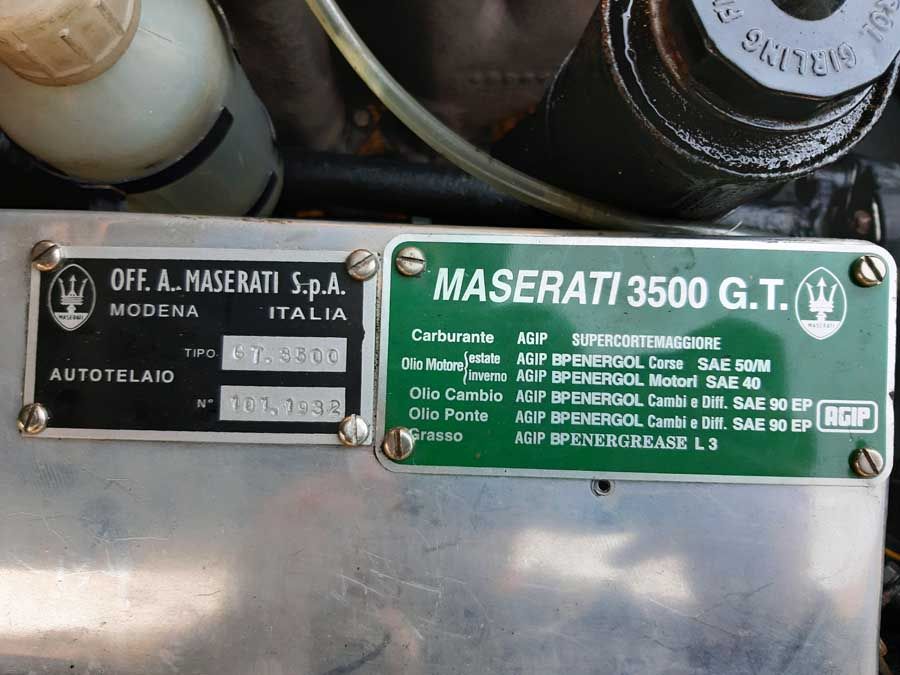 GIRLING
OFF. A. MASERATI S.p.A.
MODENA ITALIA
TIPO GT.3500
AUTOTELAIO
N° 101.1932
MASERATI
MASERATI 3500 G.T.
MASERATI
Carburante AGIP SUPERCORTEMAGGIORE
Olio Motore { estate AGIP BPENERGOL Corse SAE 50/M
inverno AGIP BPENERGOL Motori SAE 40
Olio Cambio AGIP BPENERGOL Cambi e Diff. SAE 90 EP
Olio Ponte AGIP BPENERGOL Cambi e Diff. SAE 90 EP
AGIP
Grasso AGIP BPENERGREASE L 3